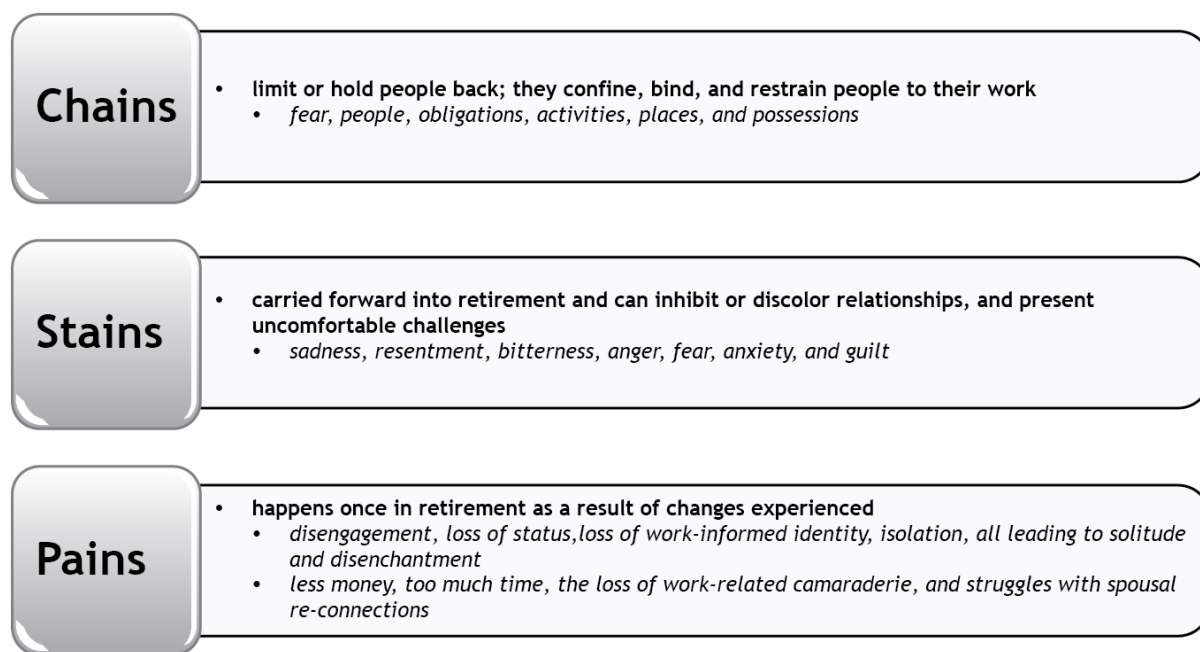 Chains
• limit or hold people back; they confine, bind, and restrain people to their work
• fear, people, obligations, activities, places, and possessions
Stains
• carried forward into retirement and can inhibit or discolor relationships, and present
uncomfortable challenges
• sadness, resentment, bitterness, anger, fear, anxiety, and guilt
Pains
• happens once in retirement as a result of changes experienced
• disengagement, loss of status,loss of work-informed identity, isolation, all leading to solitude
and disenchantment
• less money, too much time, the loss of work-related camaraderie, and struggles with spousal
re-connections